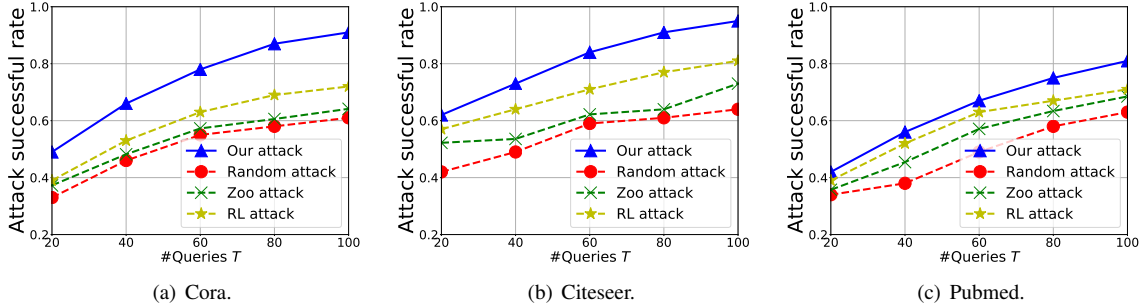 Attack successful rate
1.0
0.8
0.6
0.4
0.2
20 40 60 80 100
#Queries T
Our attack
Random attack
Zoo attack
RL attack
(a) Cora.
Attack successful rate
1.0
0.8
0.6
0.4
0.2
20 40 60 80 100
#Queries T
Our attack
Random attack
Zoo attack
RL attack
(b) Citeseer.
Attack successful rate
1.0
0.8
0.6
0.4
0.2
20 40 60 80 100
#Queries T
Our attack
Random attack
Zoo attack
RL attack
(c) Pubmed.